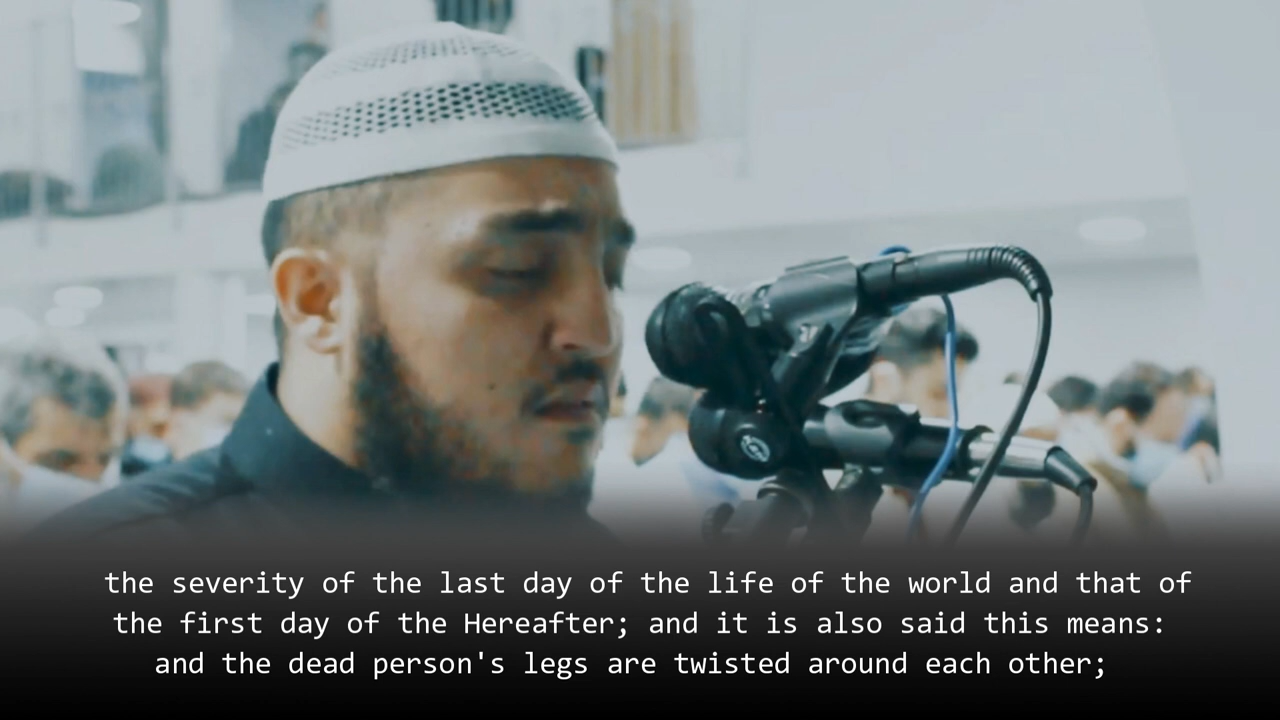 the severity of the last day of the life of the world and that of
the first day of the Hereafter; and it is also said this means:
and the dead person's legs are twisted around each other;